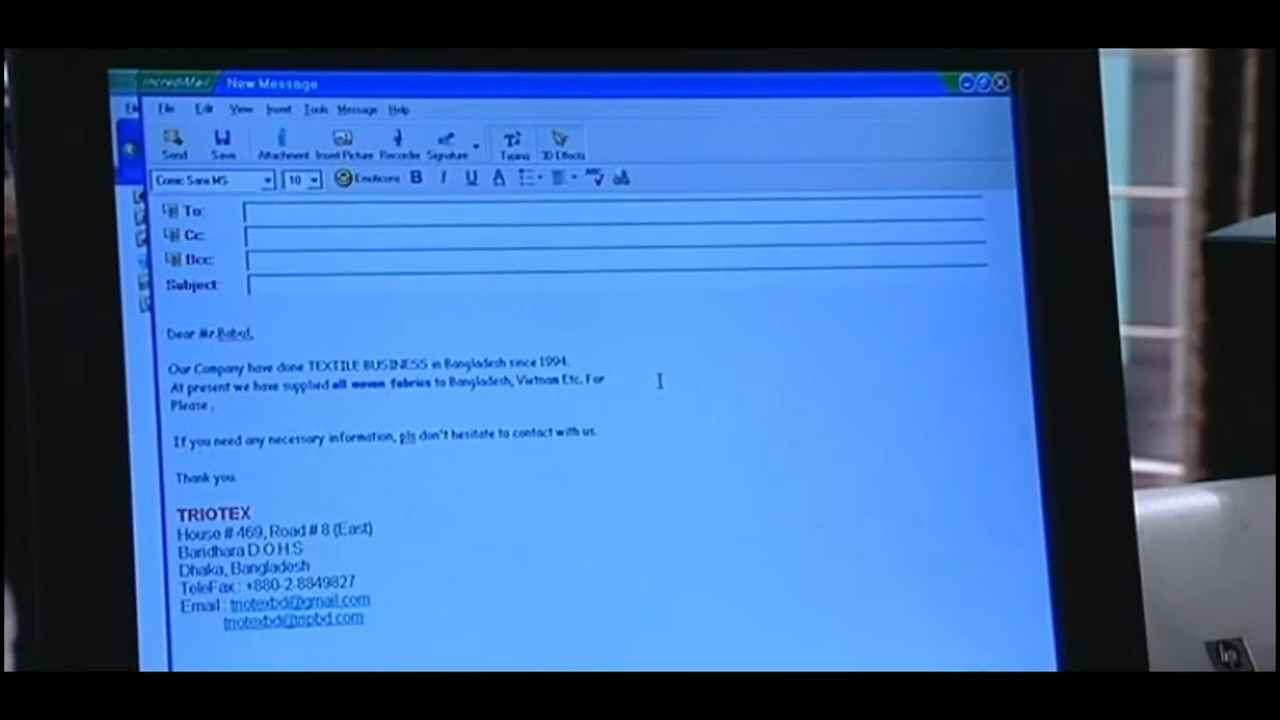 IncrediMail New Message
File Edit View Insert Tools Message Help
Send Save Attachment Insert Picture Recorder Signature Typing 3D Effects
Comic Sans MS 10 Emoticons B I U A ABC
To:
Cc:
Bcc:
Subject:
Dear Mr.Babul,
Our Company have done TEXTILE BUSINESS in Bangladesh since 1994.
At present we have supplied all woven fabrics to Bangladesh, Vietnam Etc. For
Please .
If you need any necessary information, pls don't hesitate to contact with us.
Thank you.
TRIOTEX
House # 469, Road # 8 (East)
Baridhara D.O.H.S
Dhaka, Bangladesh
TeleFax : +880-2-8849827
Email : triotexbd@gmail.com
hp